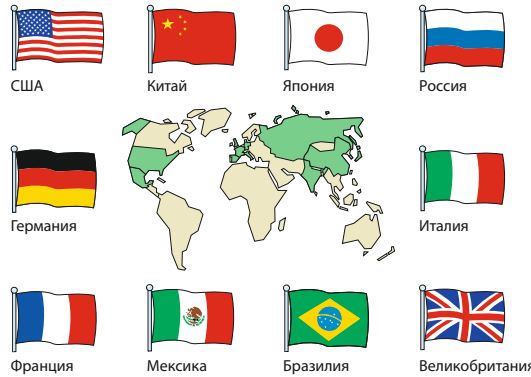 США
Китай
Япония
Россия
Германия
Италия
Франция
Мексика
Бразилия
Великобритания